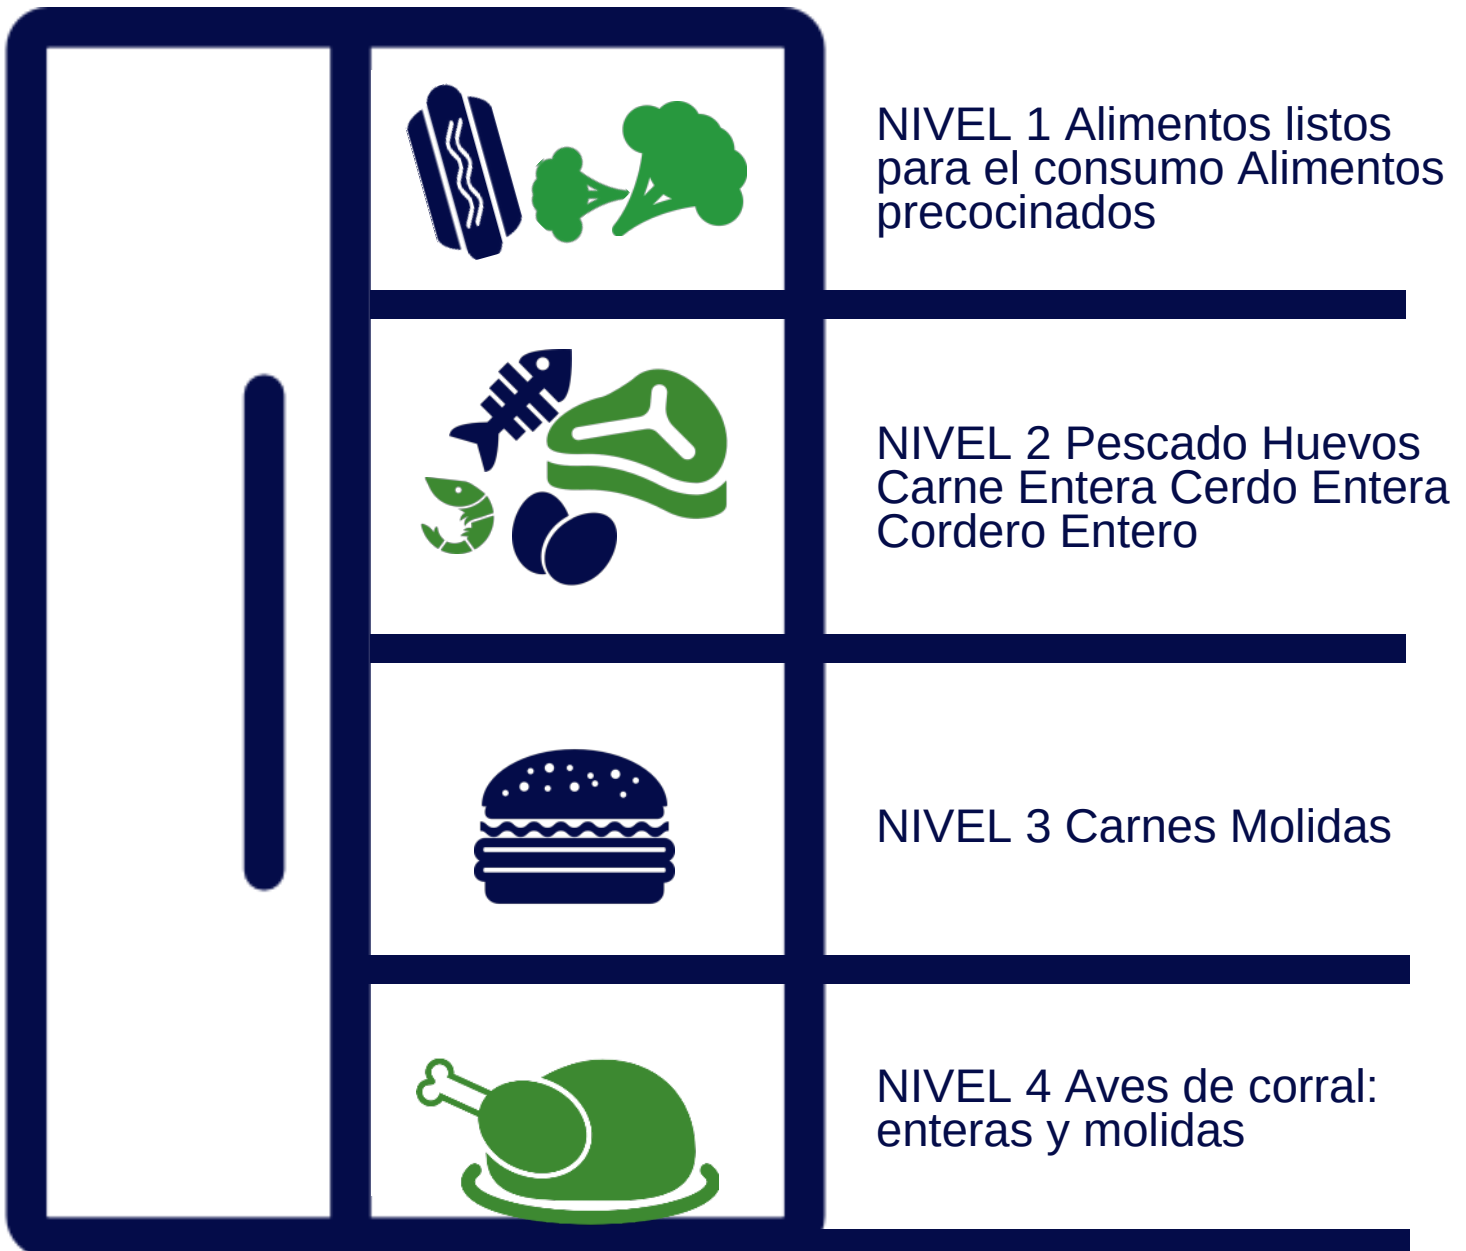 NIVEL 1 Alimentos listos
para el consumo Alimentos
precocinados
NIVEL 2 Pescado Huevos
Carne Entera Cerdo Entera
Cordero Entero
NIVEL 3 Carnes Molidas
NIVEL 4 Aves de corral:
enteras y molidas